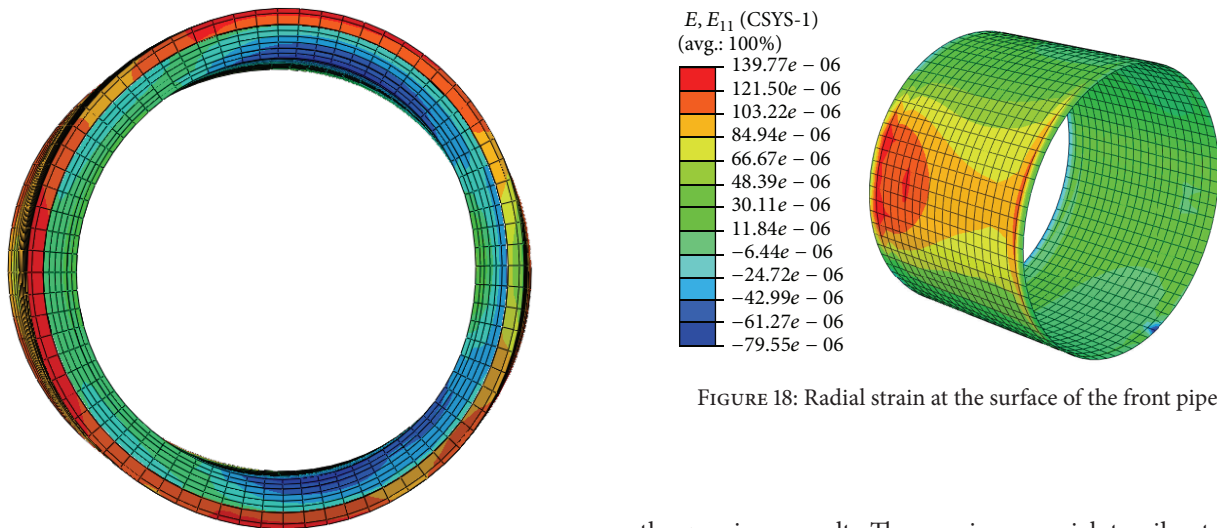 E, E11 (CSYS-1)
(avg.: 100%)
139.77e − 06
121.50e − 06
103.22e − 06
84.94e − 06
66.67e − 06
48.39e − 06
30.11e − 06
11.84e − 06
−6.44e − 06
−24.72e − 06
−42.99e − 06
−61.27e − 06
−79.55e − 06
FIGURE 18: Radial strain at the surface of the front pipe